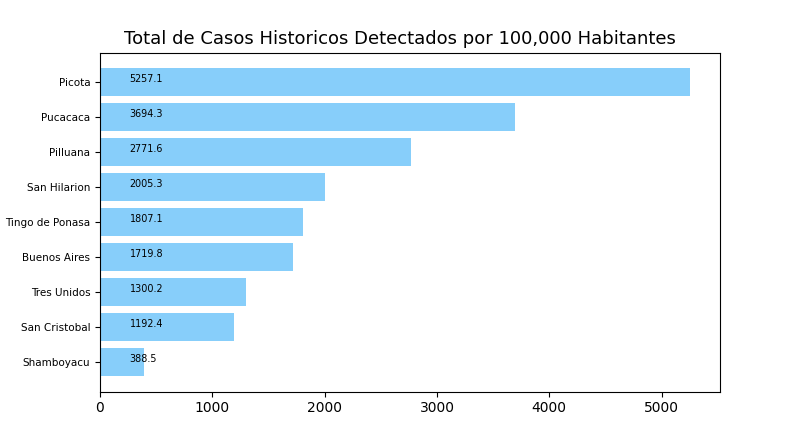 Total de Casos Historicos Detectados por 100,000 Habitantes
Picota 5257.1
Pucacaca 3694.3
Pilluana 2771.6
San Hilarion 2005.3
Tingo de Ponasa 1807.1
Buenos Aires 1719.8
Tres Unidos 1300.2
San Cristobal 1192.4
Shamboyacu 388.5
0 1000 2000 3000 4000 5000